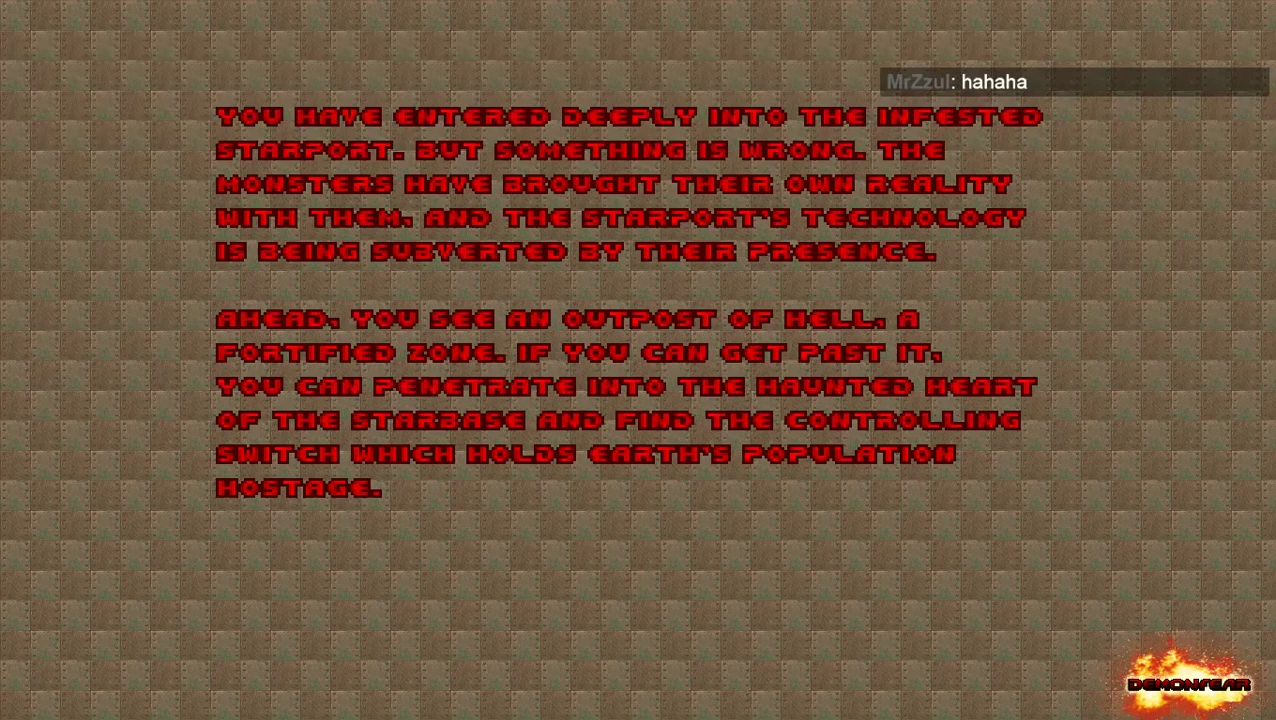 MrZzul: hahaha
YOU HAVE ENTERED DEEPLY INTO THE INFESTED
STARPORT. BUT SOMETHING IS WRONG. THE
MONSTERS HAVE BROUGHT THEIR OWN REALITY
WITH THEM, AND THE STARPORT'S TECHNOLOGY
IS BEING SUBVERTED BY THEIR PRESENCE.
AHEAD, YOU SEE AN OUTPOST OF HELL, A
FORTIFIED ZONE. IF YOU CAN GET PAST IT,
YOU CAN PENETRATE INTO THE HAUNTED HEART
OF THE STARBASE AND FIND THE CONTROLLING
SWITCH WHICH HOLDS EARTH'S POPULATION
HOSTAGE.
DEMONFEAR